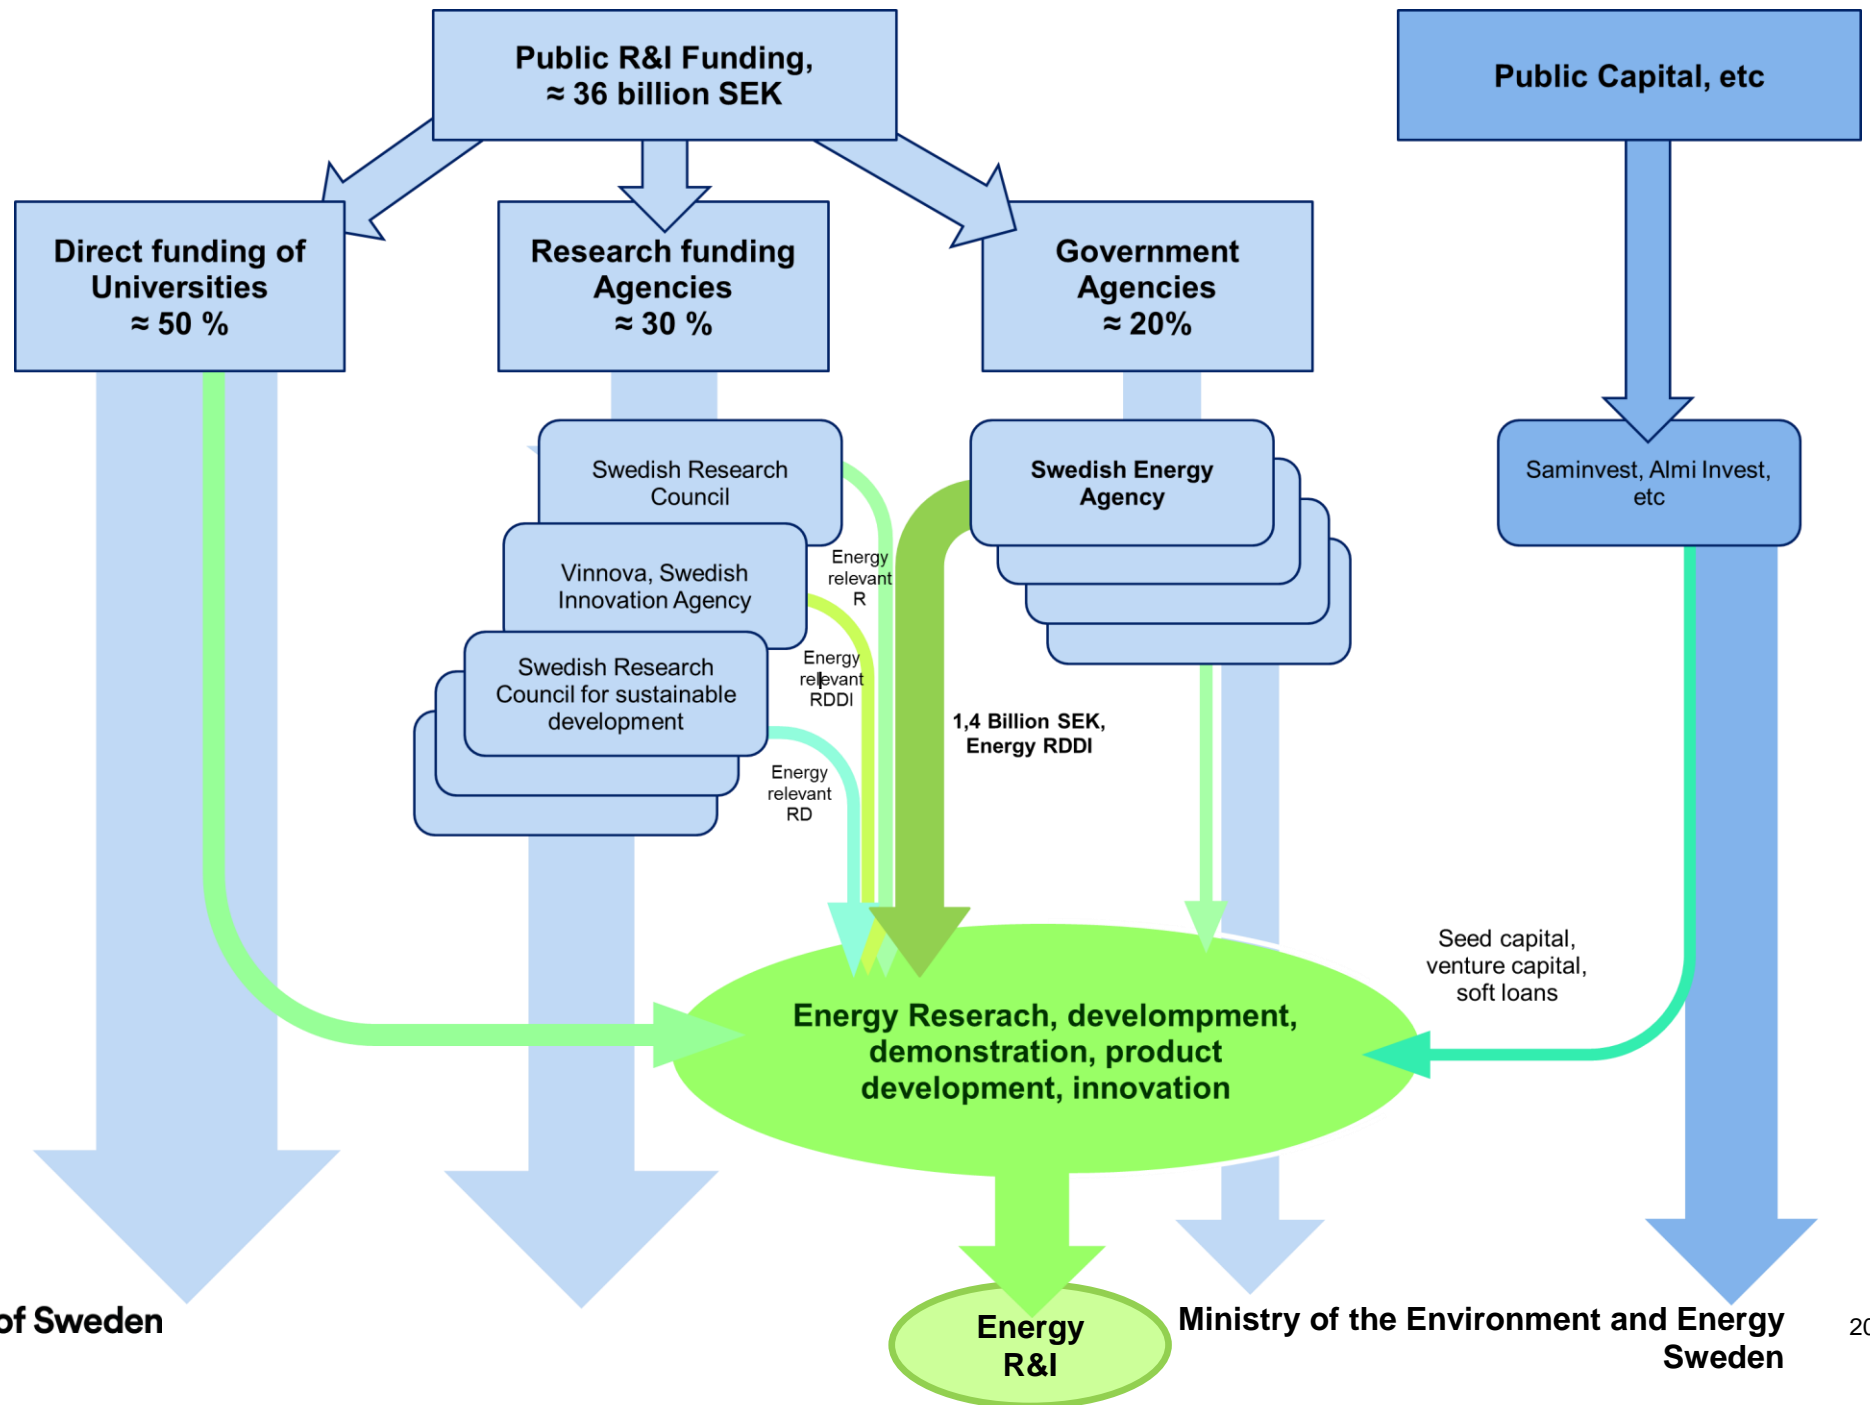 Public R&I Funding,
≈ 36 billion SEK
Public Capital, etc
Direct funding of
Universities
≈ 50 %
Research funding
Agencies
≈ 30 %
Government
Agencies
≈ 20%
Swedish Research
Council
Vinnova, Swedish
Innovation Agency
Swedish Research
Council for sustainable
development
Energy
relevant
R
Energy
relevant
RDDI
Energy
relevant
RD
Swedish Energy
Agency
1,4 Billion SEK,
Energy RDDI
Saminvest, Almi Invest,
etc
Seed capital,
venture capital,
soft loans
Energy Reserach, develompment,
demonstration, product
development, innovation
Energy
R&I
of Sweden
Ministry of the Environment and Energy
Sweden
20